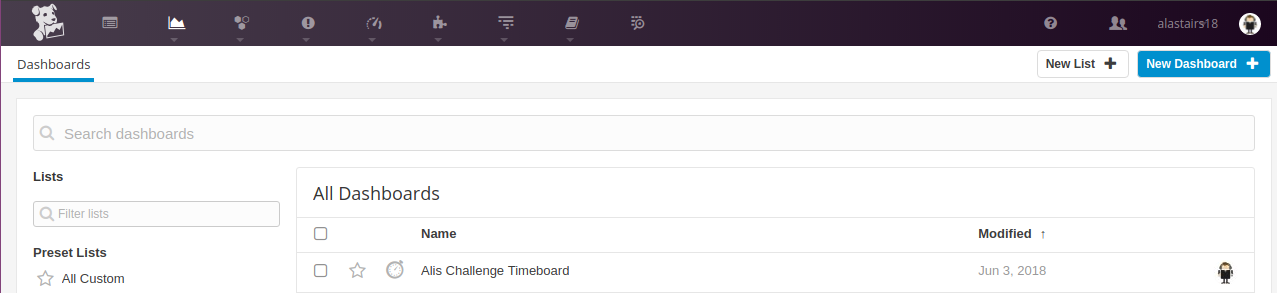 alastairs18
Dashboards
New List
New Dashboard
Search dashboards
Lists
All Dashboards
Filter lists
Name Modified ↑
Preset Lists
Alis Challenge Timeboard Jun 3, 2018
All Custom